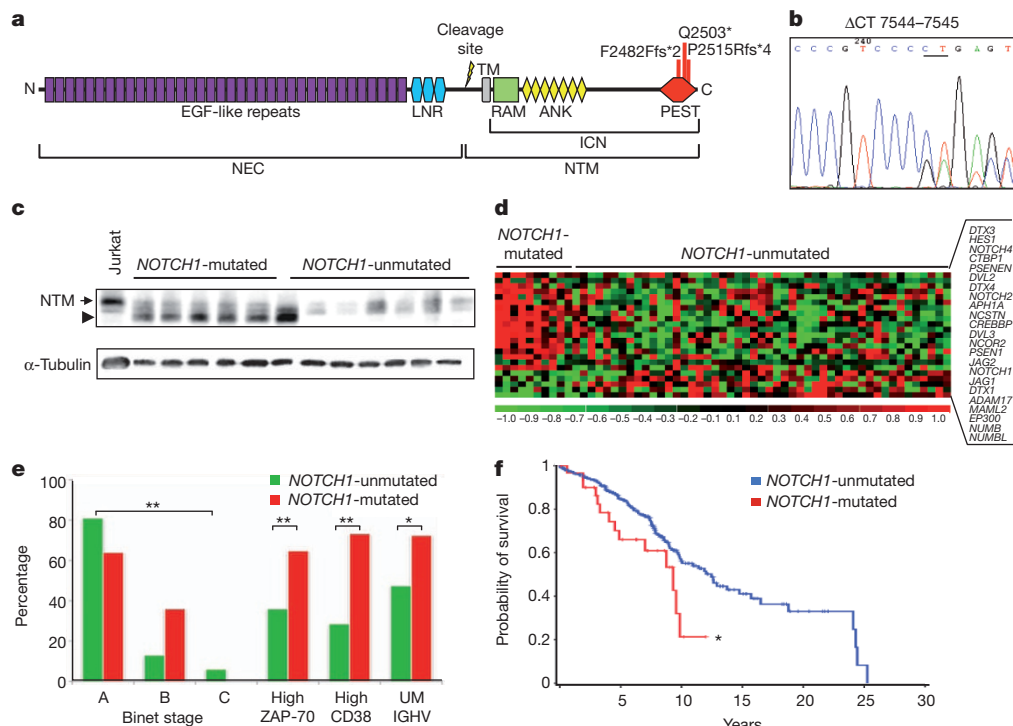 a
Cleavage site
Q2503*
F2482Ffs*2
P2515Rfs*4
N
TM
C
EGF-like repeats
LNR
RAM
ANK
PEST
ICN
NEC
NTM
b
ΔCT 7544–7545
240
C C C G T C C C C T G A G T
c
Jurkat
NOTCH1-mutated
NOTCH1-unmutated
NTM
α-Tubulin
d
NOTCH1-mutated
NOTCH1-unmutated
DTX3
HES1
NOTCH4
CTBP1
PSENEN
DVL2
DTX4
NOTCH2
APH1A
NCSTN
CREBBP
DVL3
NCOR2
PSEN1
JAG2
NOTCH1
JAG1
DTX1
ADAM17
MAML2
EP300
NUMB
NUMBL
−1.0 −0.9 −0.8 −0.7 −0.6 −0.5 −0.4 −0.3 −0.2 −0.1 0.2 0.3 0.4 0.5 0.6 0.7 0.8 0.9 1.0
e
NOTCH1-unmutated
NOTCH1-mutated
Percentage
100
80
60
40
20
0
**
**
**
*
A B C
Binet stage
High ZAP-70
High CD38
UM IGHV
f
NOTCH1-unmutated
NOTCH1-mutated
Probability of survival
1
0.8
0.6
0.4
0.2
0
*
5 10 15 20 25 30
Years